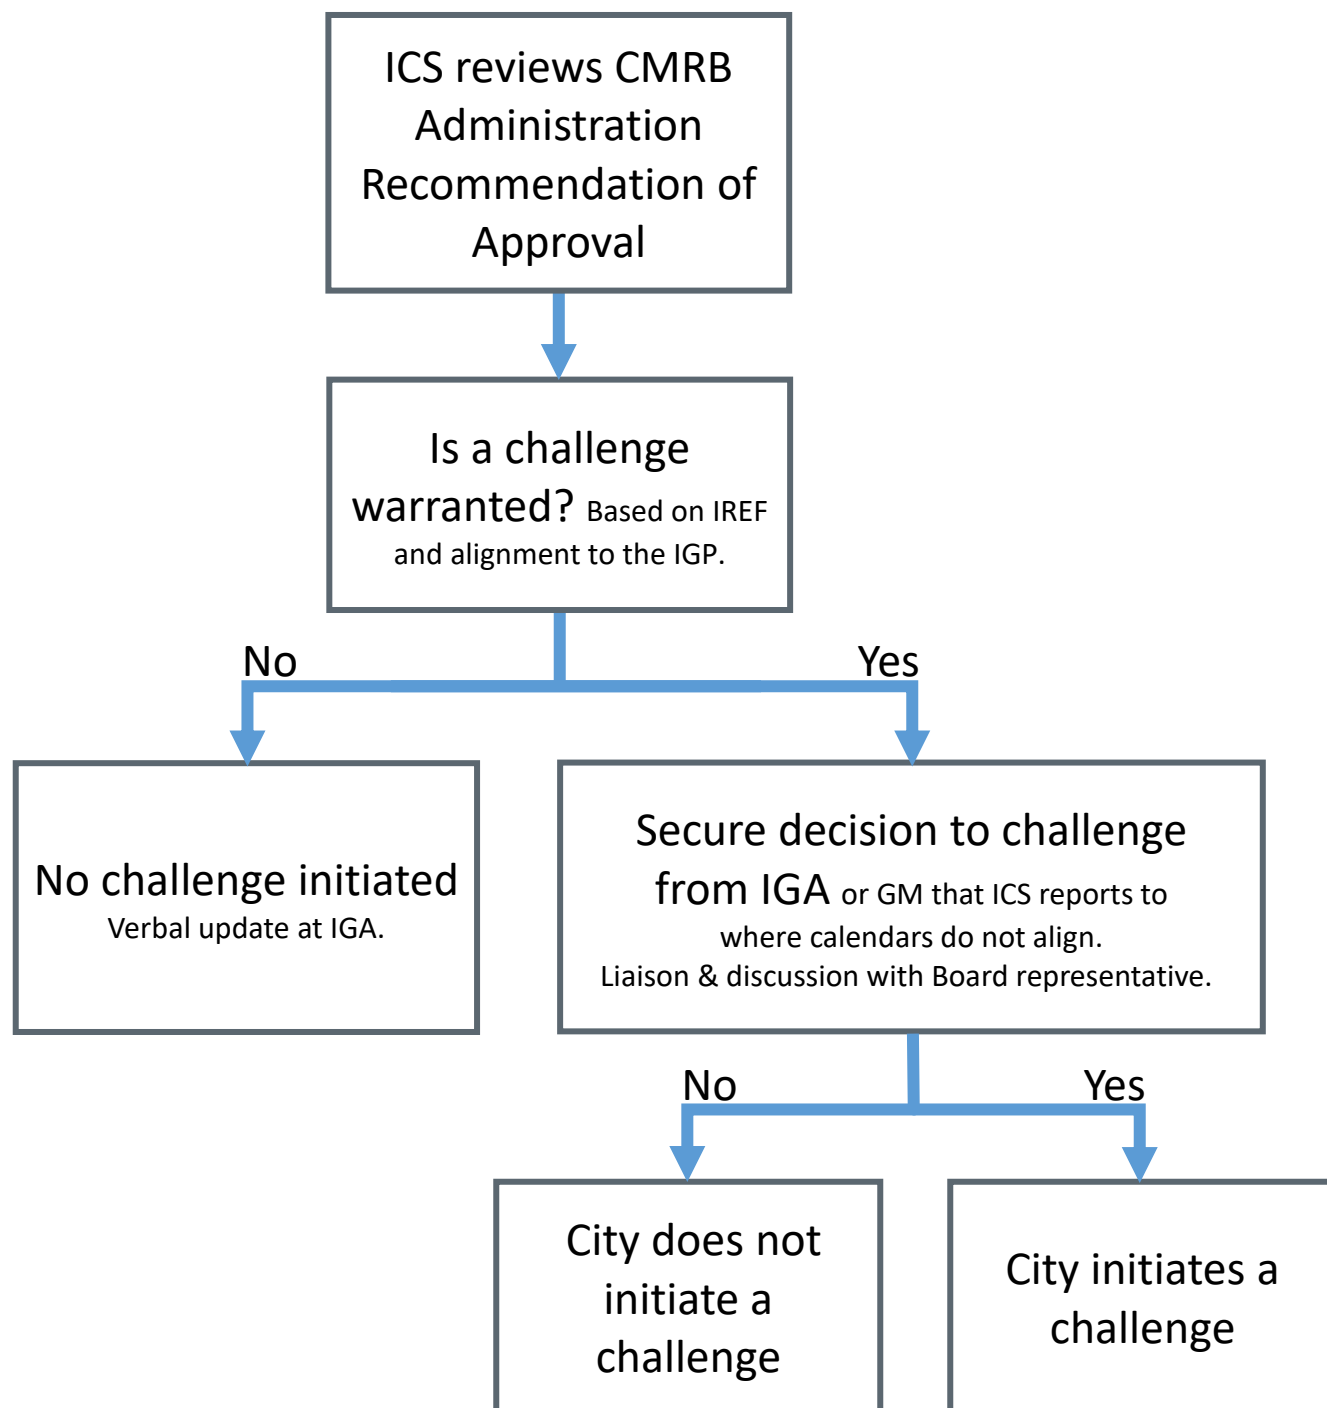 ICS reviews CMRB
Administration
Recommendation of
Approval
Is a challenge
warranted? Based on IREF
and alignment to the IGP.
No
Yes
No challenge initiated
Verbal update at IGA.
Secure decision to challenge
from IGA or GM that ICS reports to
where calendars do not align.
Liaison & discussion with Board representative.
No
Yes
City does not
initiate a
challenge
City initiates a
challenge